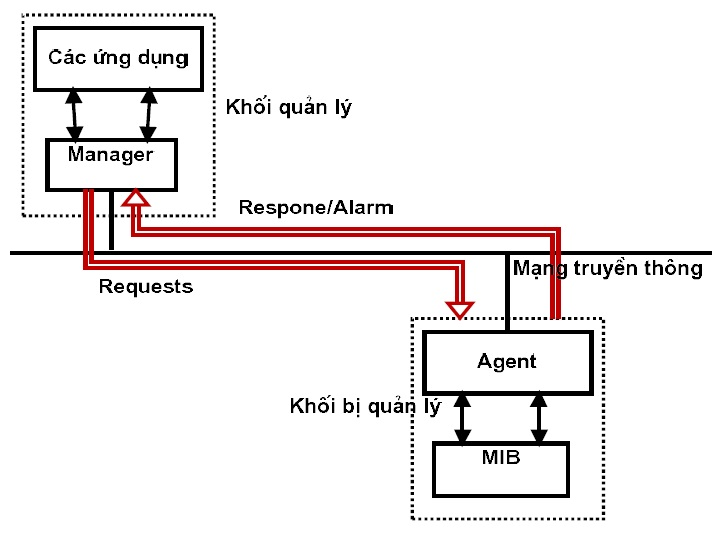 Các ứng dụng
Khối quản lý
Manager
Respone/Alarm
Mạng truyền thông
Requests
Agent
Khối bị quản lý
MIB